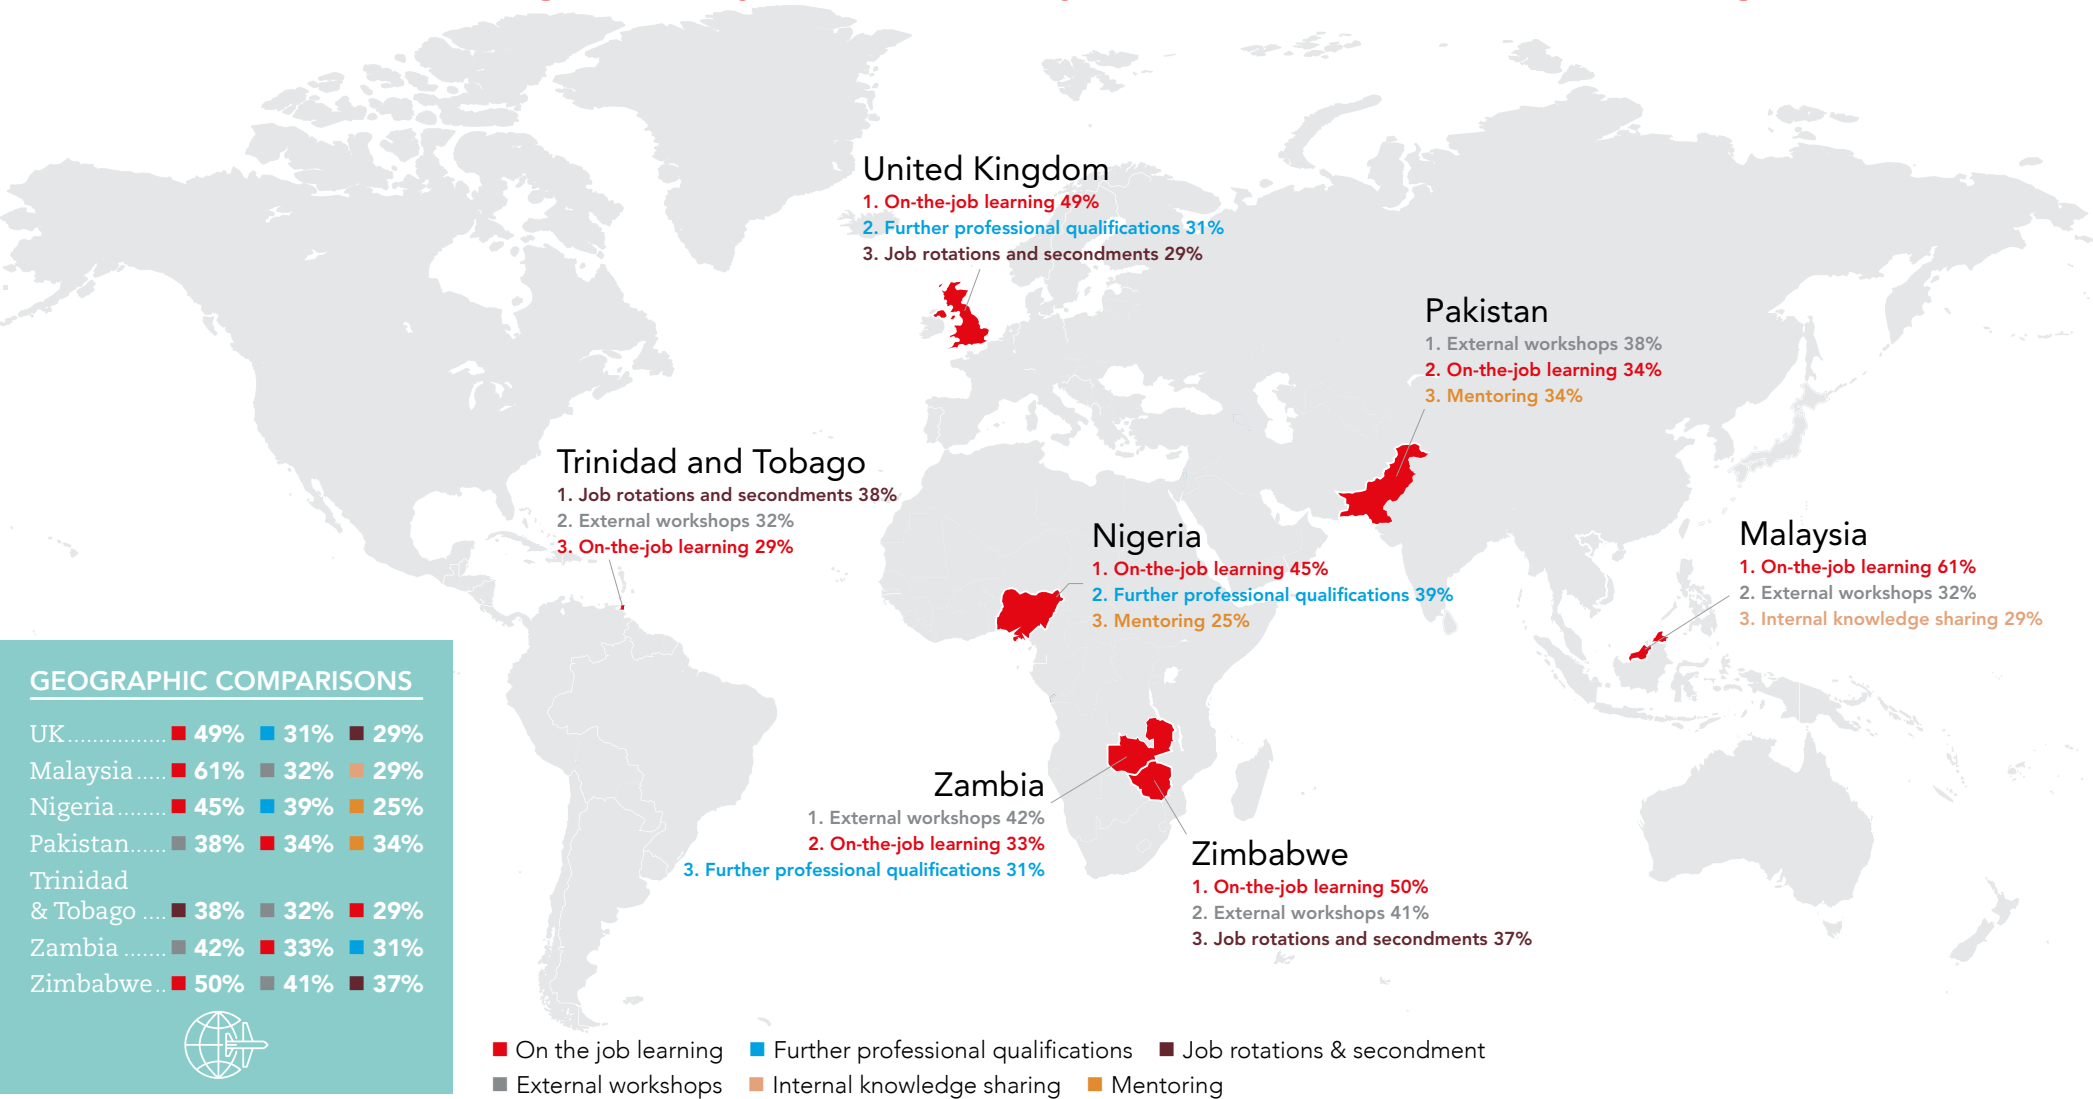 United Kingdom
1. On-the-job learning 49%
2. Further professional qualifications 31%
3. Job rotations and secondments 29%
Pakistan
1. External workshops 38%
2. On-the-job learning 34%
3. Mentoring 34%
Trinidad and Tobago
1. Job rotations and secondments 38%
2. External workshops 32%
3. On-the-job learning 29%
Nigeria
1. On-the-job learning 45%
2. Further professional qualifications 39%
3. Mentoring 25%
Malaysia
1. On-the-job learning 61%
2. External workshops 32%
3. Internal knowledge sharing 29%
Zambia
1. External workshops 42%
2. On-the-job learning 33%
3. Further professional qualifications 31%
Zimbabwe
1. On-the-job learning 50%
2. External workshops 41%
3. Job rotations and secondments 37%
GEOGRAPHIC COMPARISONS
UK................ 49% 31% 29%
Malaysia ..... 61% 32% 29%
Nigeria........ 45% 39% 25%
Pakistan...... 38% 34% 34%
Trinidad
& Tobago .... 38% 32% 29%
Zambia ....... 42% 33% 31%
Zimbabwe.. 50% 41% 37%
On the job learning Further professional qualifications Job rotations & secondment
External workshops Internal knowledge sharing Mentoring